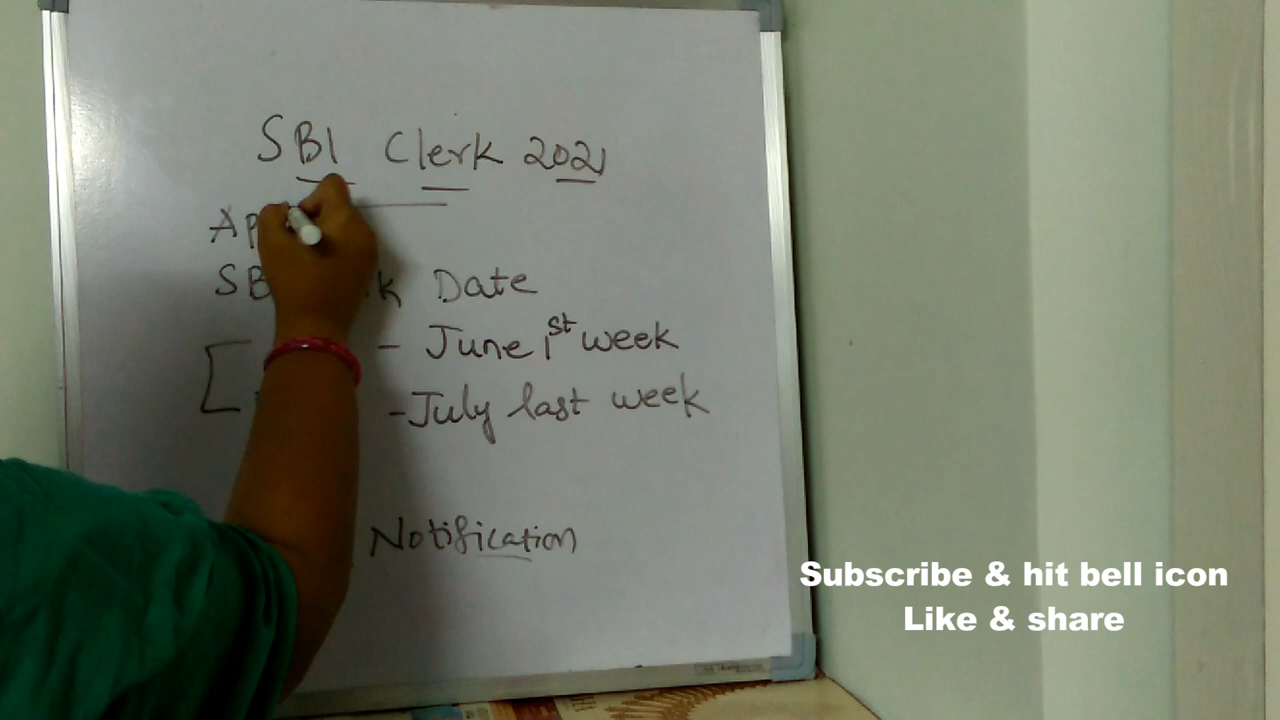 SBI Clerk 2021
Date
- June 1st week
- July last week
Notification
Subscribe & hit bell icon
Like & share